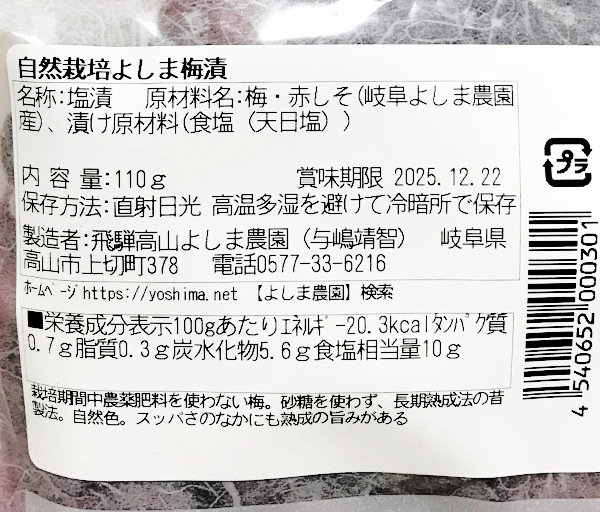 自然栽培よしま梅漬
名称:塩漬 原材料名:梅・赤しそ(岐阜よしま農園
産)、漬け原材料(食塩(天日塩))
内容量:110g 賞味期限 2025.12.22
保存方法:直射日光 高温多湿を避けて冷暗所で保存
製造者:飛騨高山よしま農園(与嶋靖智) 岐阜県
高山市上切町378 電話0577-33-6216
ホームページhttps://yoshima.net 【よしま農園】検索
■栄養成分表示100gあたりエネルギー20.3kcalタンパク質
0.7g脂質0.3g炭水化物5.6g食塩相当量10g
栽培期間中農薬肥料を使わない梅。砂糖を使わず、長期熟成法の昔
製法。自然色。スッパさのなかにも熟成の旨みがある
プラ
4 540652 000301